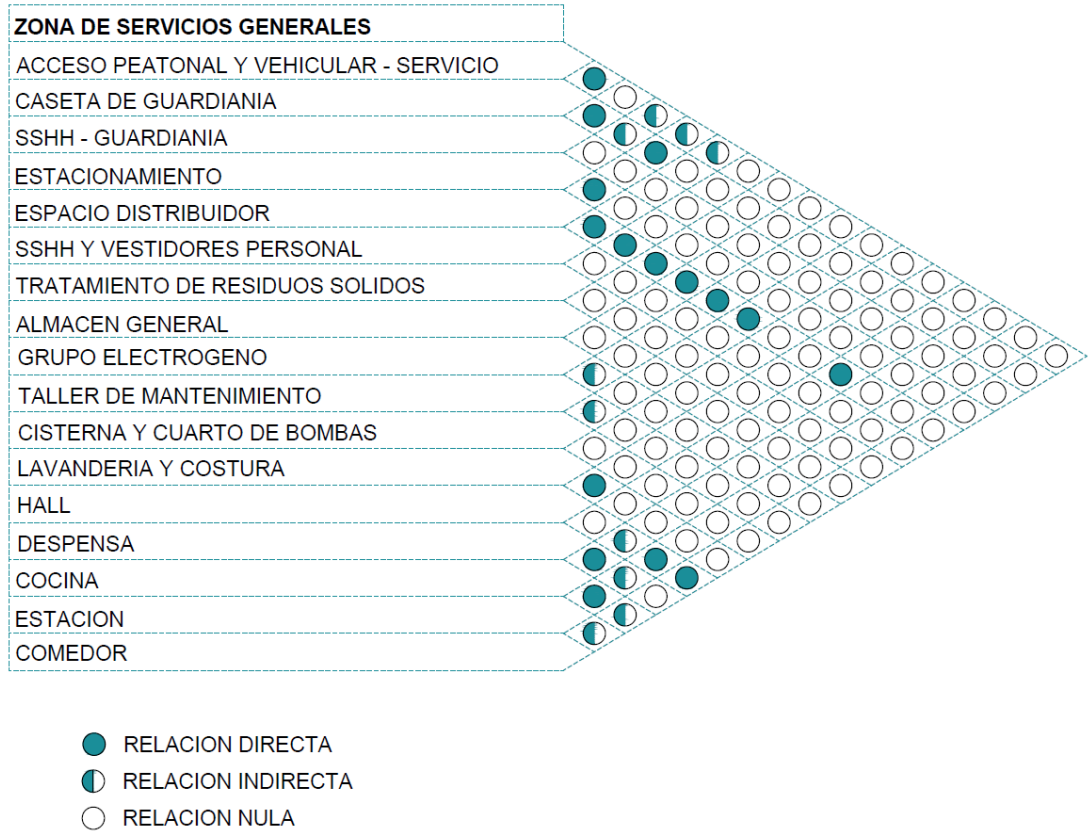 ZONA DE SERVICIOS GENERALES
ACCESO PEATONAL Y VEHICULAR - SERVICIO
CASETA DE GUARDIANIA
SSHH - GUARDIANIA
ESTACIONAMIENTO
ESPACIO DISTRIBUIDOR
SSHH Y VESTIDORES PERSONAL
TRATAMIENTO DE RESIDUOS SOLIDOS
ALMACEN GENERAL
GRUPO ELECTROGENO
TALLER DE MANTENIMIENTO
CISTERNA Y CUARTO DE BOMBAS
LAVANDERIA Y COSTURA
HALL
DESPENSA
COCINA
ESTACION
COMEDOR
RELACION DIRECTA
RELACION INDIRECTA
RELACION NULA